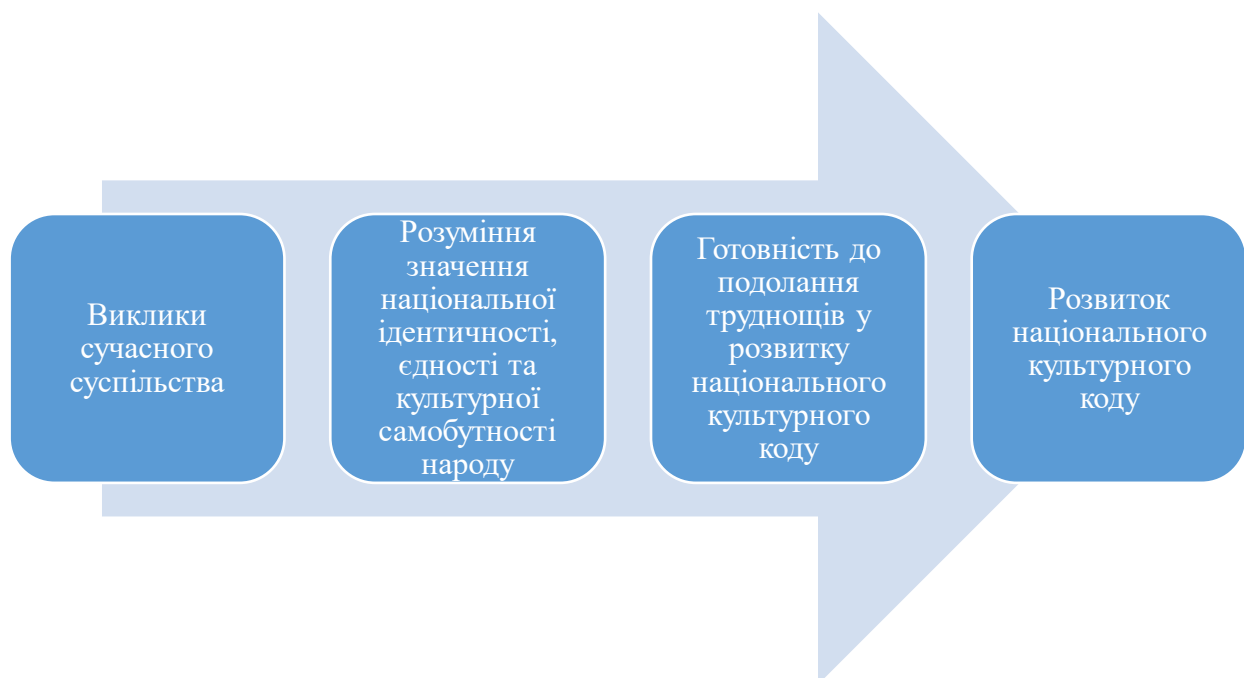 Виклики
сучасного
суспільства
Розуміння
значення
національної
ідентичності,
єдності та
культурної
самобутності
народу
Готовність до
подолання
труднощів у
розвитку
національного
культурного
коду
Розвиток
національного
культурного
коду